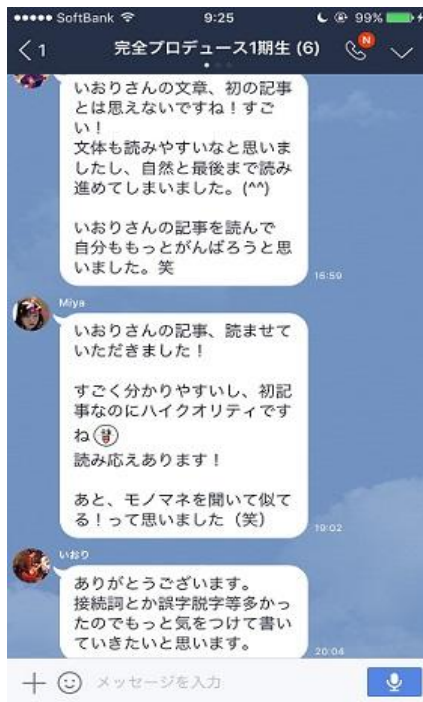 SoftBank 9:25 99%
1 完全プロデュース1期生 (6) N
いおりさんの文章、初の記事
とは思えないですね！すご
い！
文体も読みやすいなと思いま
したし、自然と最後まで読み
進めてしまいました。(^^)
いおりさんの記事を読んで
自分ももっとがんばろうと思
いました。笑
16:59
Miya
いおりさんの記事、読ませて
いただきました！
すごく分かりやすいし、初記
事なのにハイクオリティです
ね
読み応えあります！
あと、モノマネを開いて似て
る！って思いました（笑）
19:02
いおり
ありがとうございます。
接続詞とか誤字脱字等多かっ
たのでもっと気をつけて書い
ていきたいと思います。
20:04
メッセージを入力